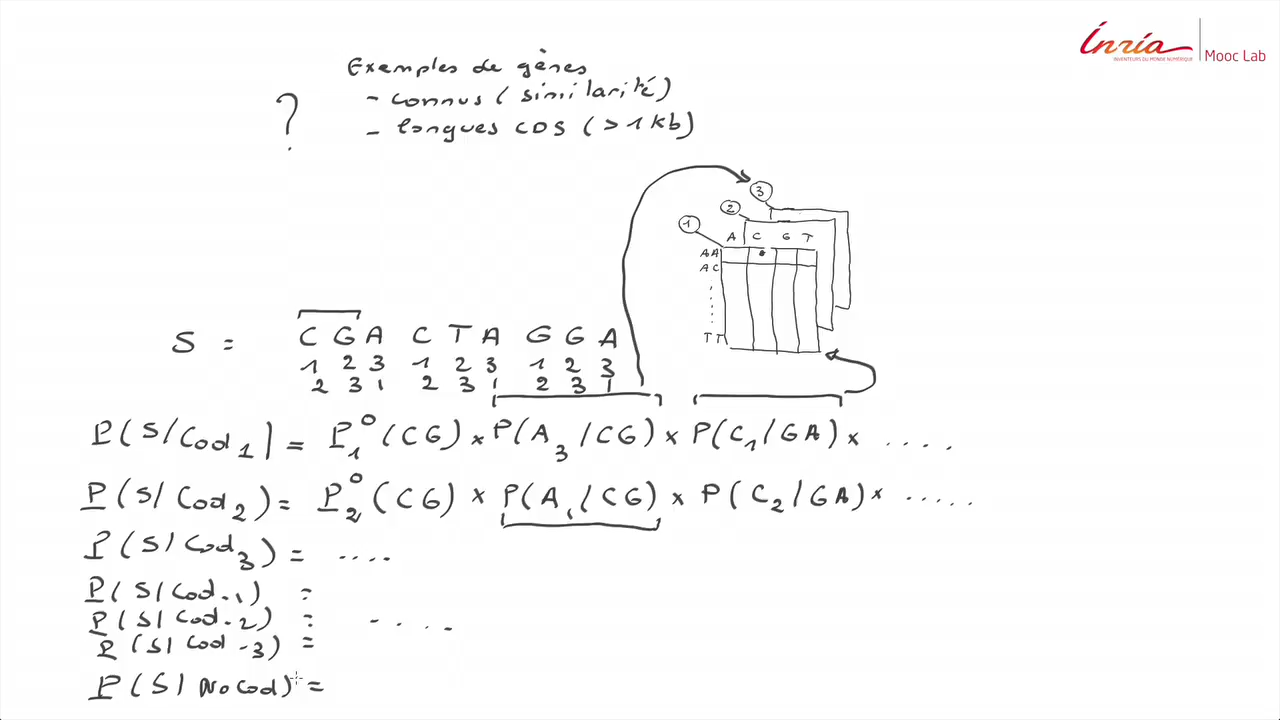 inria
INVENTEURS DU MONDE NUMÉRIQUE
Mooc Lab
Exemples de gènes
?
- connus (similarité)
- longues CDS (> 1 kb)
1 2 3
A C G T
AA
AC
TT
S = C G A C T A G G A
1 2 3 1 2 3 1 2 3
2 3 1 2 3 1 2 3 1
P(S/Cod₁) = P₁⁰(CG) × P(A₃/CG) × P(C₁/GA) × ....
P(S/Cod₂) = P₂⁰(CG) × P(A₁/CG) × P(C₂/GA) × .....
P(S/Cod₃) = ....
P(S/Cod-1) =
P(S/Cod-2) = ....
P(S/Cod-3) =
P(S/NoCod) =